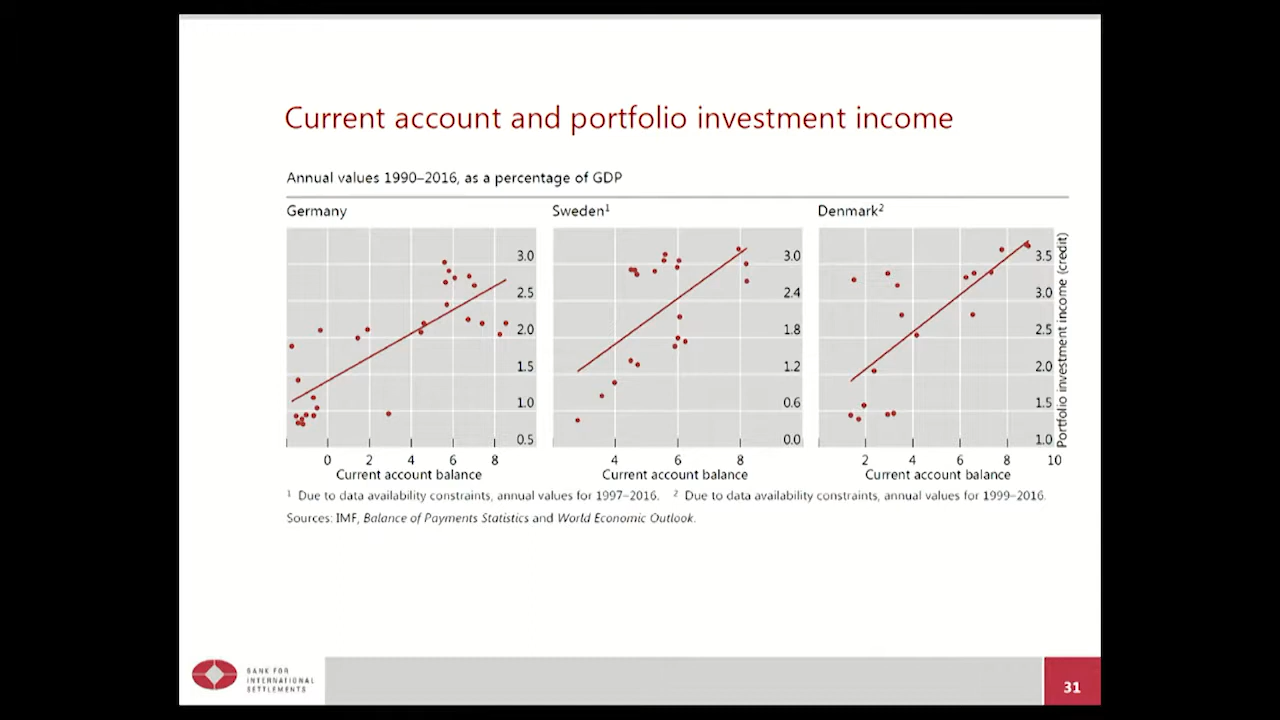 Current account and portfolio investment income
Annual values 1990–2016, as a percentage of GDP
Germany
3.0
2.5
2.0
1.5
1.0
0.5
0 2 4 6 8
Current account balance
Sweden¹
3.0
2.4
1.8
1.2
0.6
0.0
4 6 8
Current account balance
Denmark²
3.5
3.0
2.5
2.0
1.5
1.0
Portfolio investment income (credit)
2 4 6 8 10
Current account balance
¹ Due to data availability constraints, annual values for 1997–2016. ² Due to data availability constraints, annual values for 1999–2016.
Sources: IMF, Balance of Payments Statistics and World Economic Outlook.
BANK FOR
INTERNATIONAL
SETTLEMENTS
31